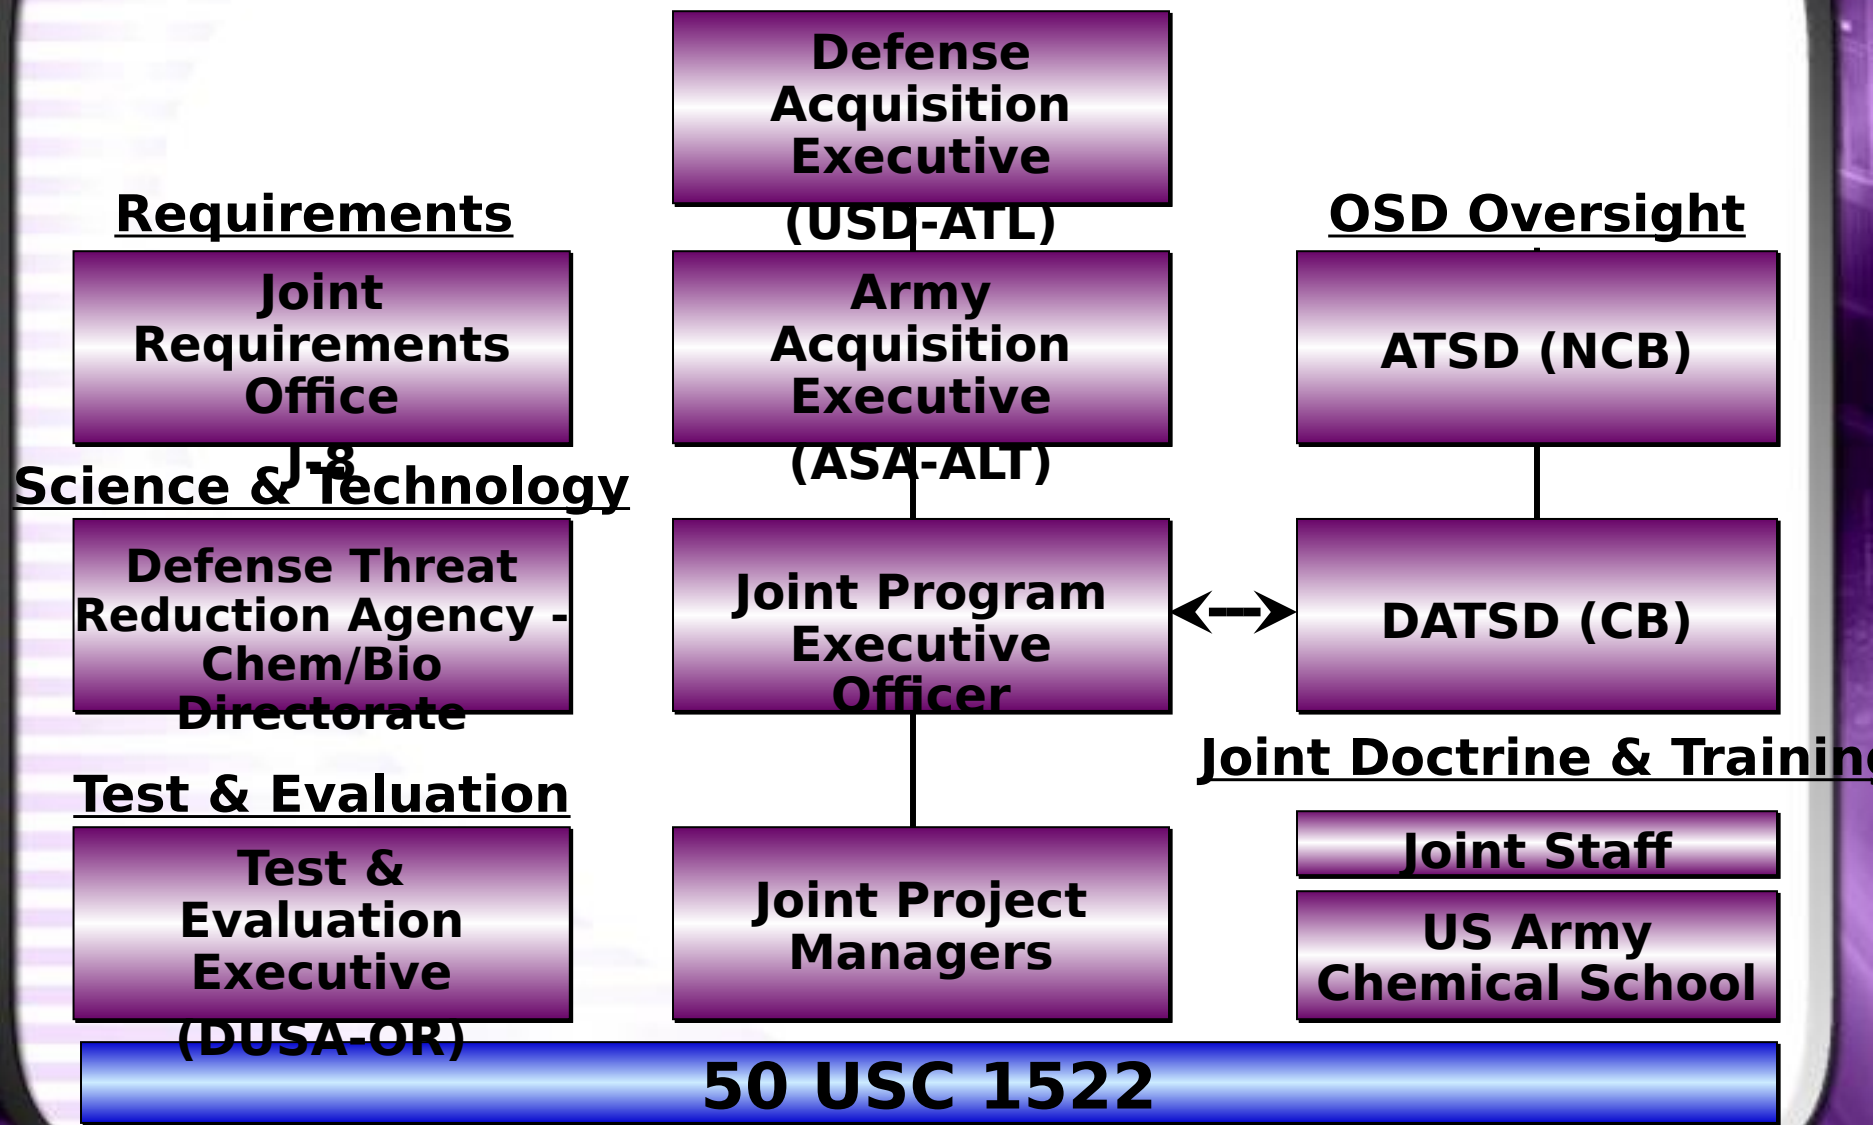 Defense
Acquisition
Executive
(USD-ATL)
Requirements
Joint
Requirements
Office
J-8
Army
Acquisition
Executive
(ASA-ALT)
OSD Oversight
ATSD (NCB)
Science & Technology
Defense Threat
Reduction Agency -
Chem/Bio
Directorate
Joint Program
Executive
Officer
DATSD (CB)
Test & Evaluation
Test &
Evaluation
Executive
(DUSA-OR)
Joint Project
Managers
Joint Doctrine & Training
Joint Staff
US Army
Chemical School
50 USC 1522